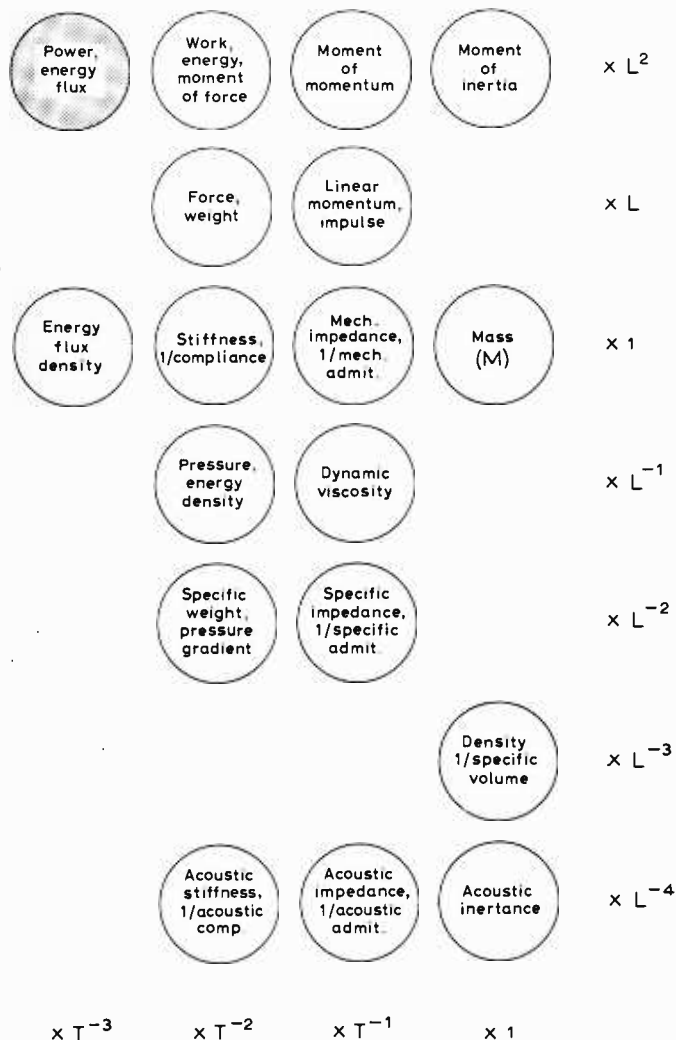 Power,
energy
flux
Work,
energy,
moment
of force
Moment
of
momentum
Moment
of
inertia
× L²
Force,
weight
Linear
momentum,
impulse
× L
Energy
flux
density
Stiffness,
1/compliance
Mech.
impedance,
1/mech.
admit.
Mass
(M)
× 1
Pressure,
energy
density
Dynamic
viscosity
× L⁻¹
Specific
weight,
pressure
gradient
Specific
impedance,
1/specific
admit.
× L⁻²
Density
1/specific
volume
× L⁻³
Acoustic
stiffness,
1/acoustic
comp.
Acoustic
impedance,
1/acoustic
admit.
Acoustic
inertance
× L⁻⁴
× T⁻³
× T⁻²
× T⁻¹
× 1